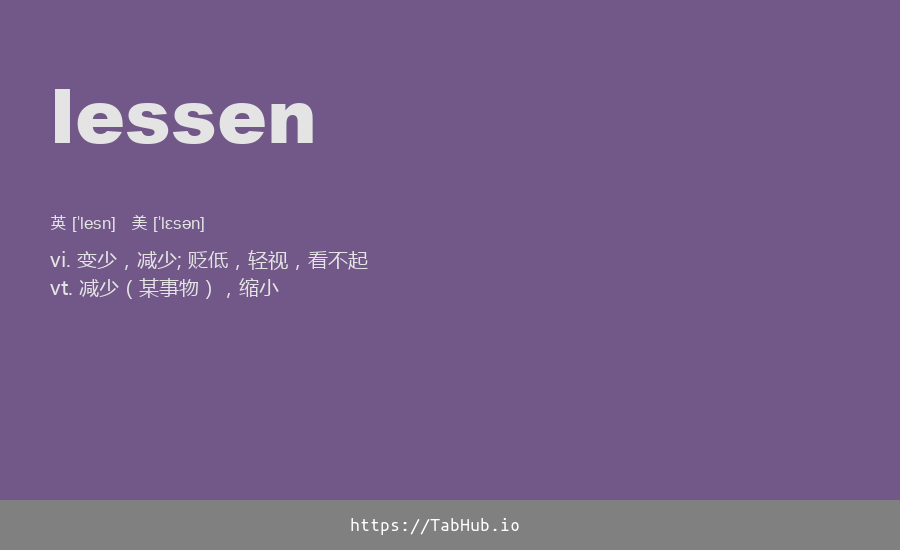 lessen
英 ['lesn] 美 ['lɛsən]
vi. 变少，减少; 贬低，轻视，看不起
vt. 减少（某事物），缩小
https://TabHub.io